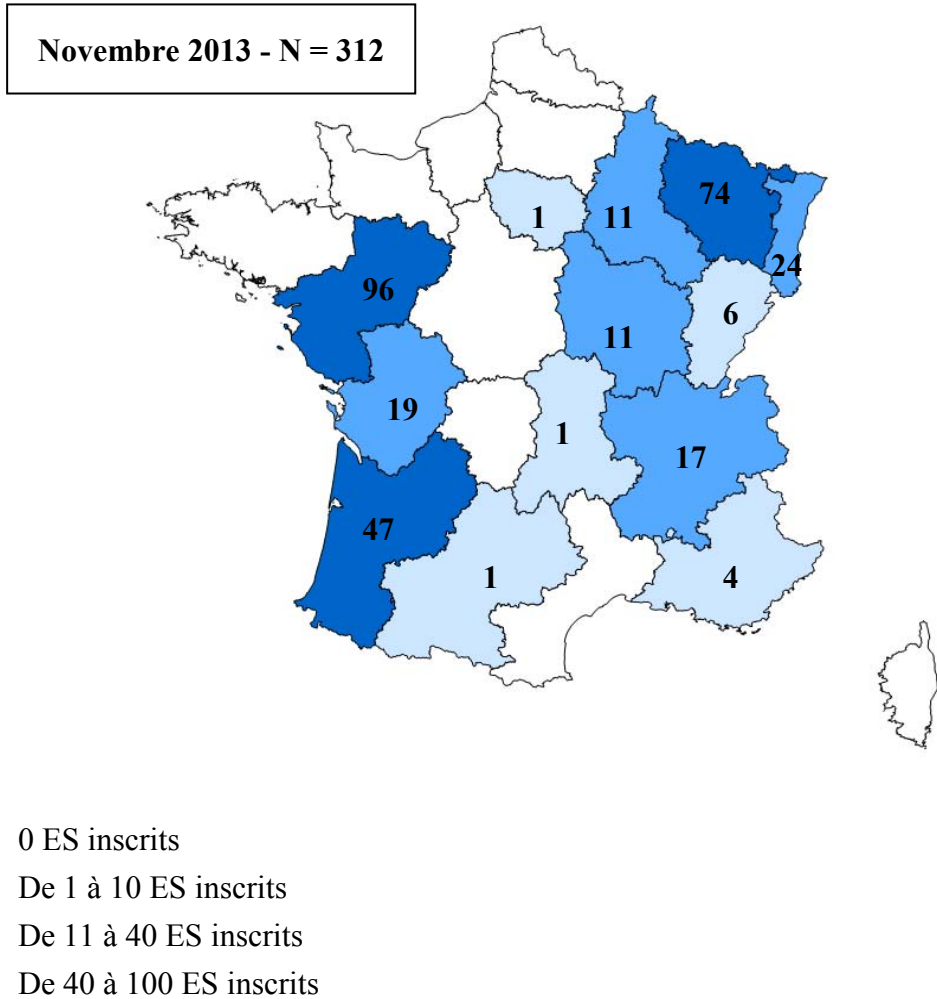 Novembre 2013 - N = 312
74
1
11
24
96
6
11
19
1
17
47
1
4
0 ES inscrits
De 1 à 10 ES inscrits
De 11 à 40 ES inscrits
De 40 à 100 ES inscrits